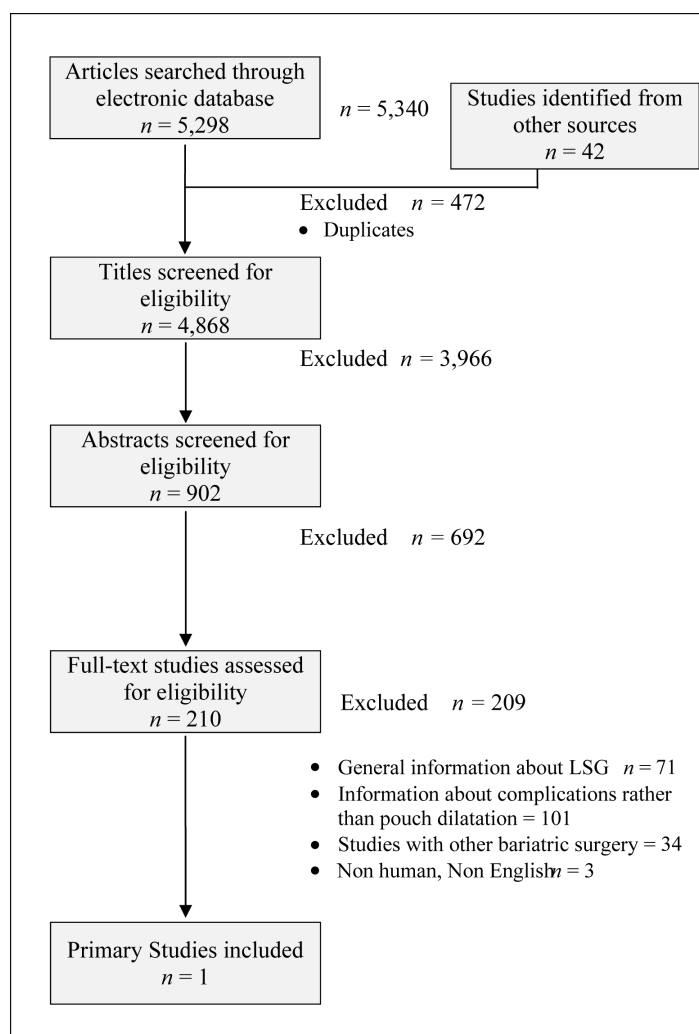 Articles searched through
electronic database
n = 5,298
n = 5,340
Studies identified from
other sources
n = 42
Excluded n = 472
• Duplicates
Titles screened for
eligibility
n = 4,868
Excluded n = 3,966
Abstracts screened for
eligibility
n = 902
Excluded n = 692
Full-text studies assessed
for eligibility
n = 210
Excluded n = 209
• General information about LSG n = 71
• Information about complications rather
than pouch dilatation = 101
• Studies with other bariatric surgery = 34
• Non human, Non English n = 3
Primary Studies included
n = 1